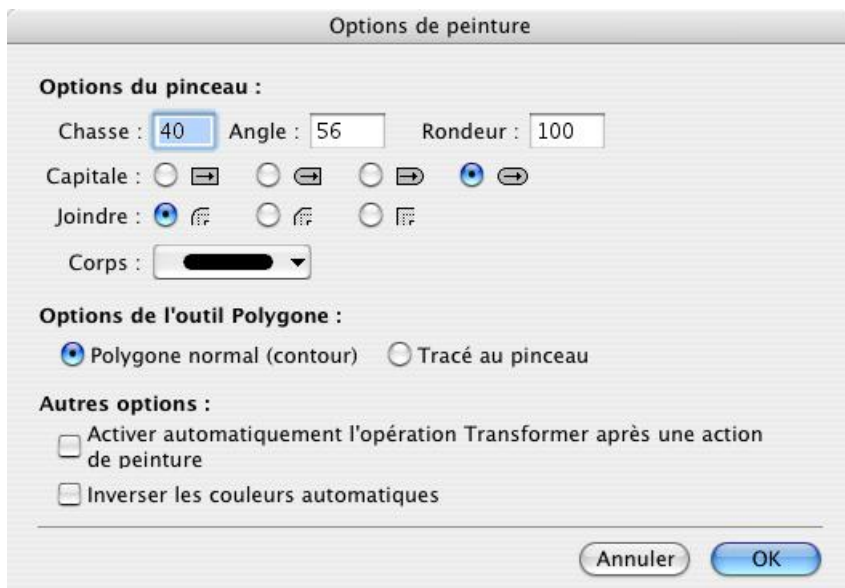 Options de peinture
Options du pinceau :
Chasse : 40 Angle : 56 Rondeur : 100
Capitale :
Joindre :
Corps :
Options de l'outil Polygone :
Polygone normal (contour) Tracé au pinceau
Autres options :
Activer automatiquement l'opération Transformer après une action
de peinture
Inverser les couleurs automatiques
Annuler OK